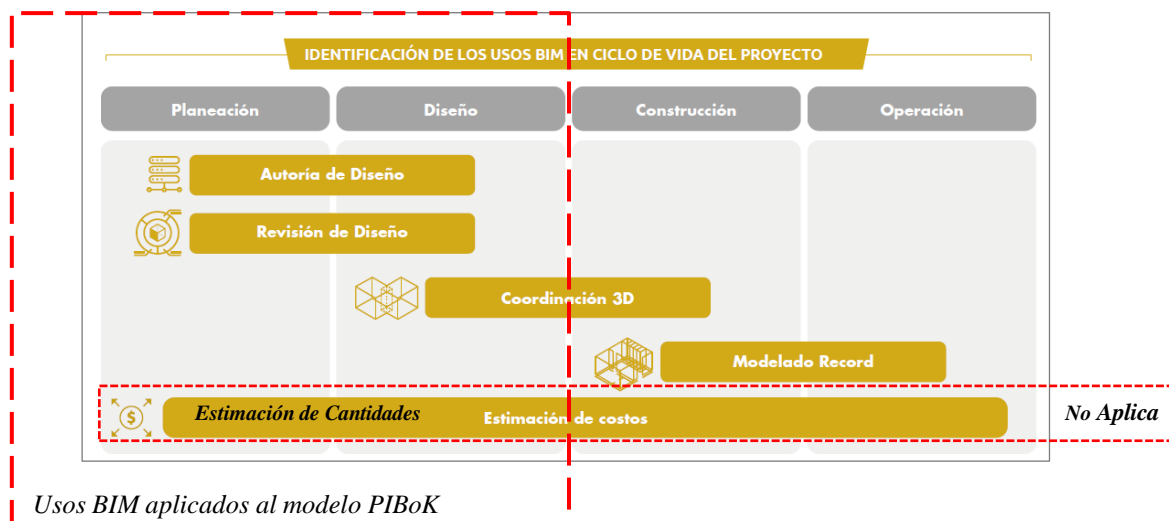 IDENTIFICACIÓN DE LOS USOS BIM EN CICLO DE VIDA DEL PROYECTO
Planeación
Diseño
Construcción
Operación
Autoría de Diseño
Revisión de Diseño
Coordinación 3D
Modelado Record
$
Estimación de Cantidades
Estimación de costos
No Aplica
Usos BIM aplicados al modelo PIBoK